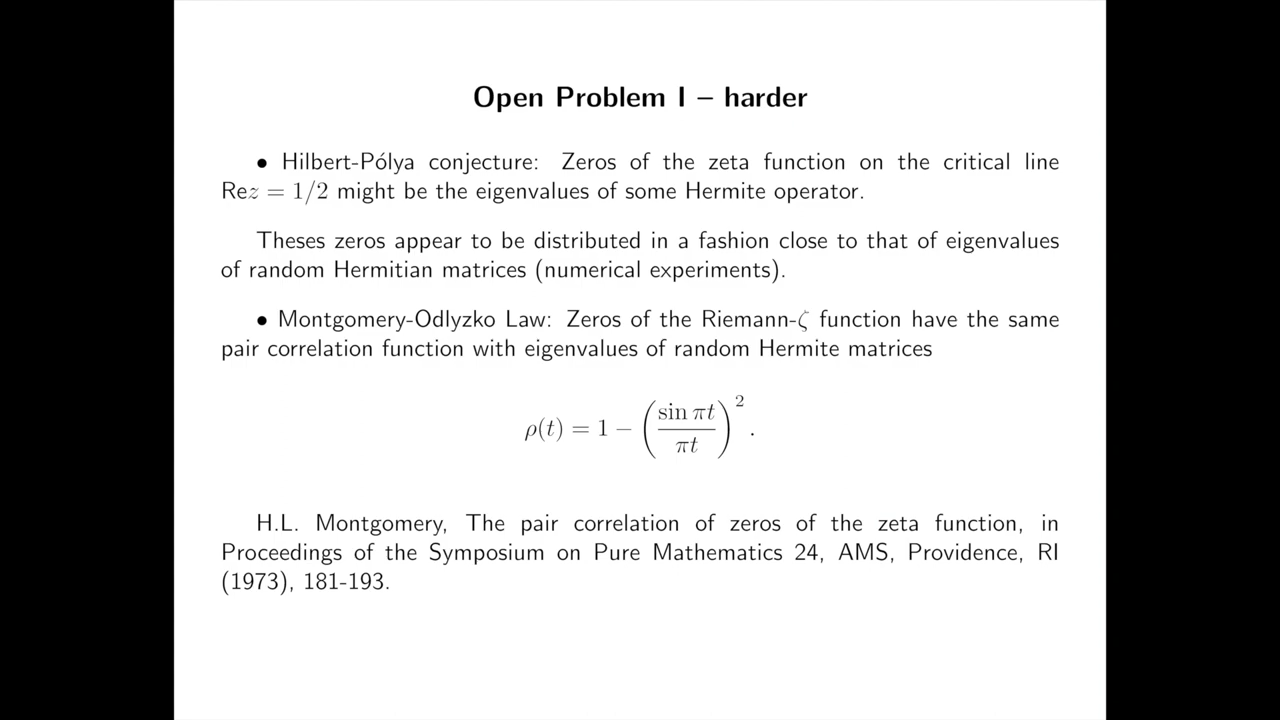 Open Problem I – harder
• Hilbert-Pólya conjecture: Zeros of the zeta function on the critical line
Rez = 1/2 might be the eigenvalues of some Hermite operator.
Theses zeros appear to be distributed in a fashion close to that of eigenvalues
of random Hermitian matrices (numerical experiments).
• Montgomery-Odlyzko Law: Zeros of the Riemann-ζ function have the same
pair correlation function with eigenvalues of random Hermite matrices
ρ(t) = 1 − (sin πt / πt)².
H.L. Montgomery, The pair correlation of zeros of the zeta function, in
Proceedings of the Symposium on Pure Mathematics 24, AMS, Providence, RI
(1973), 181-193.